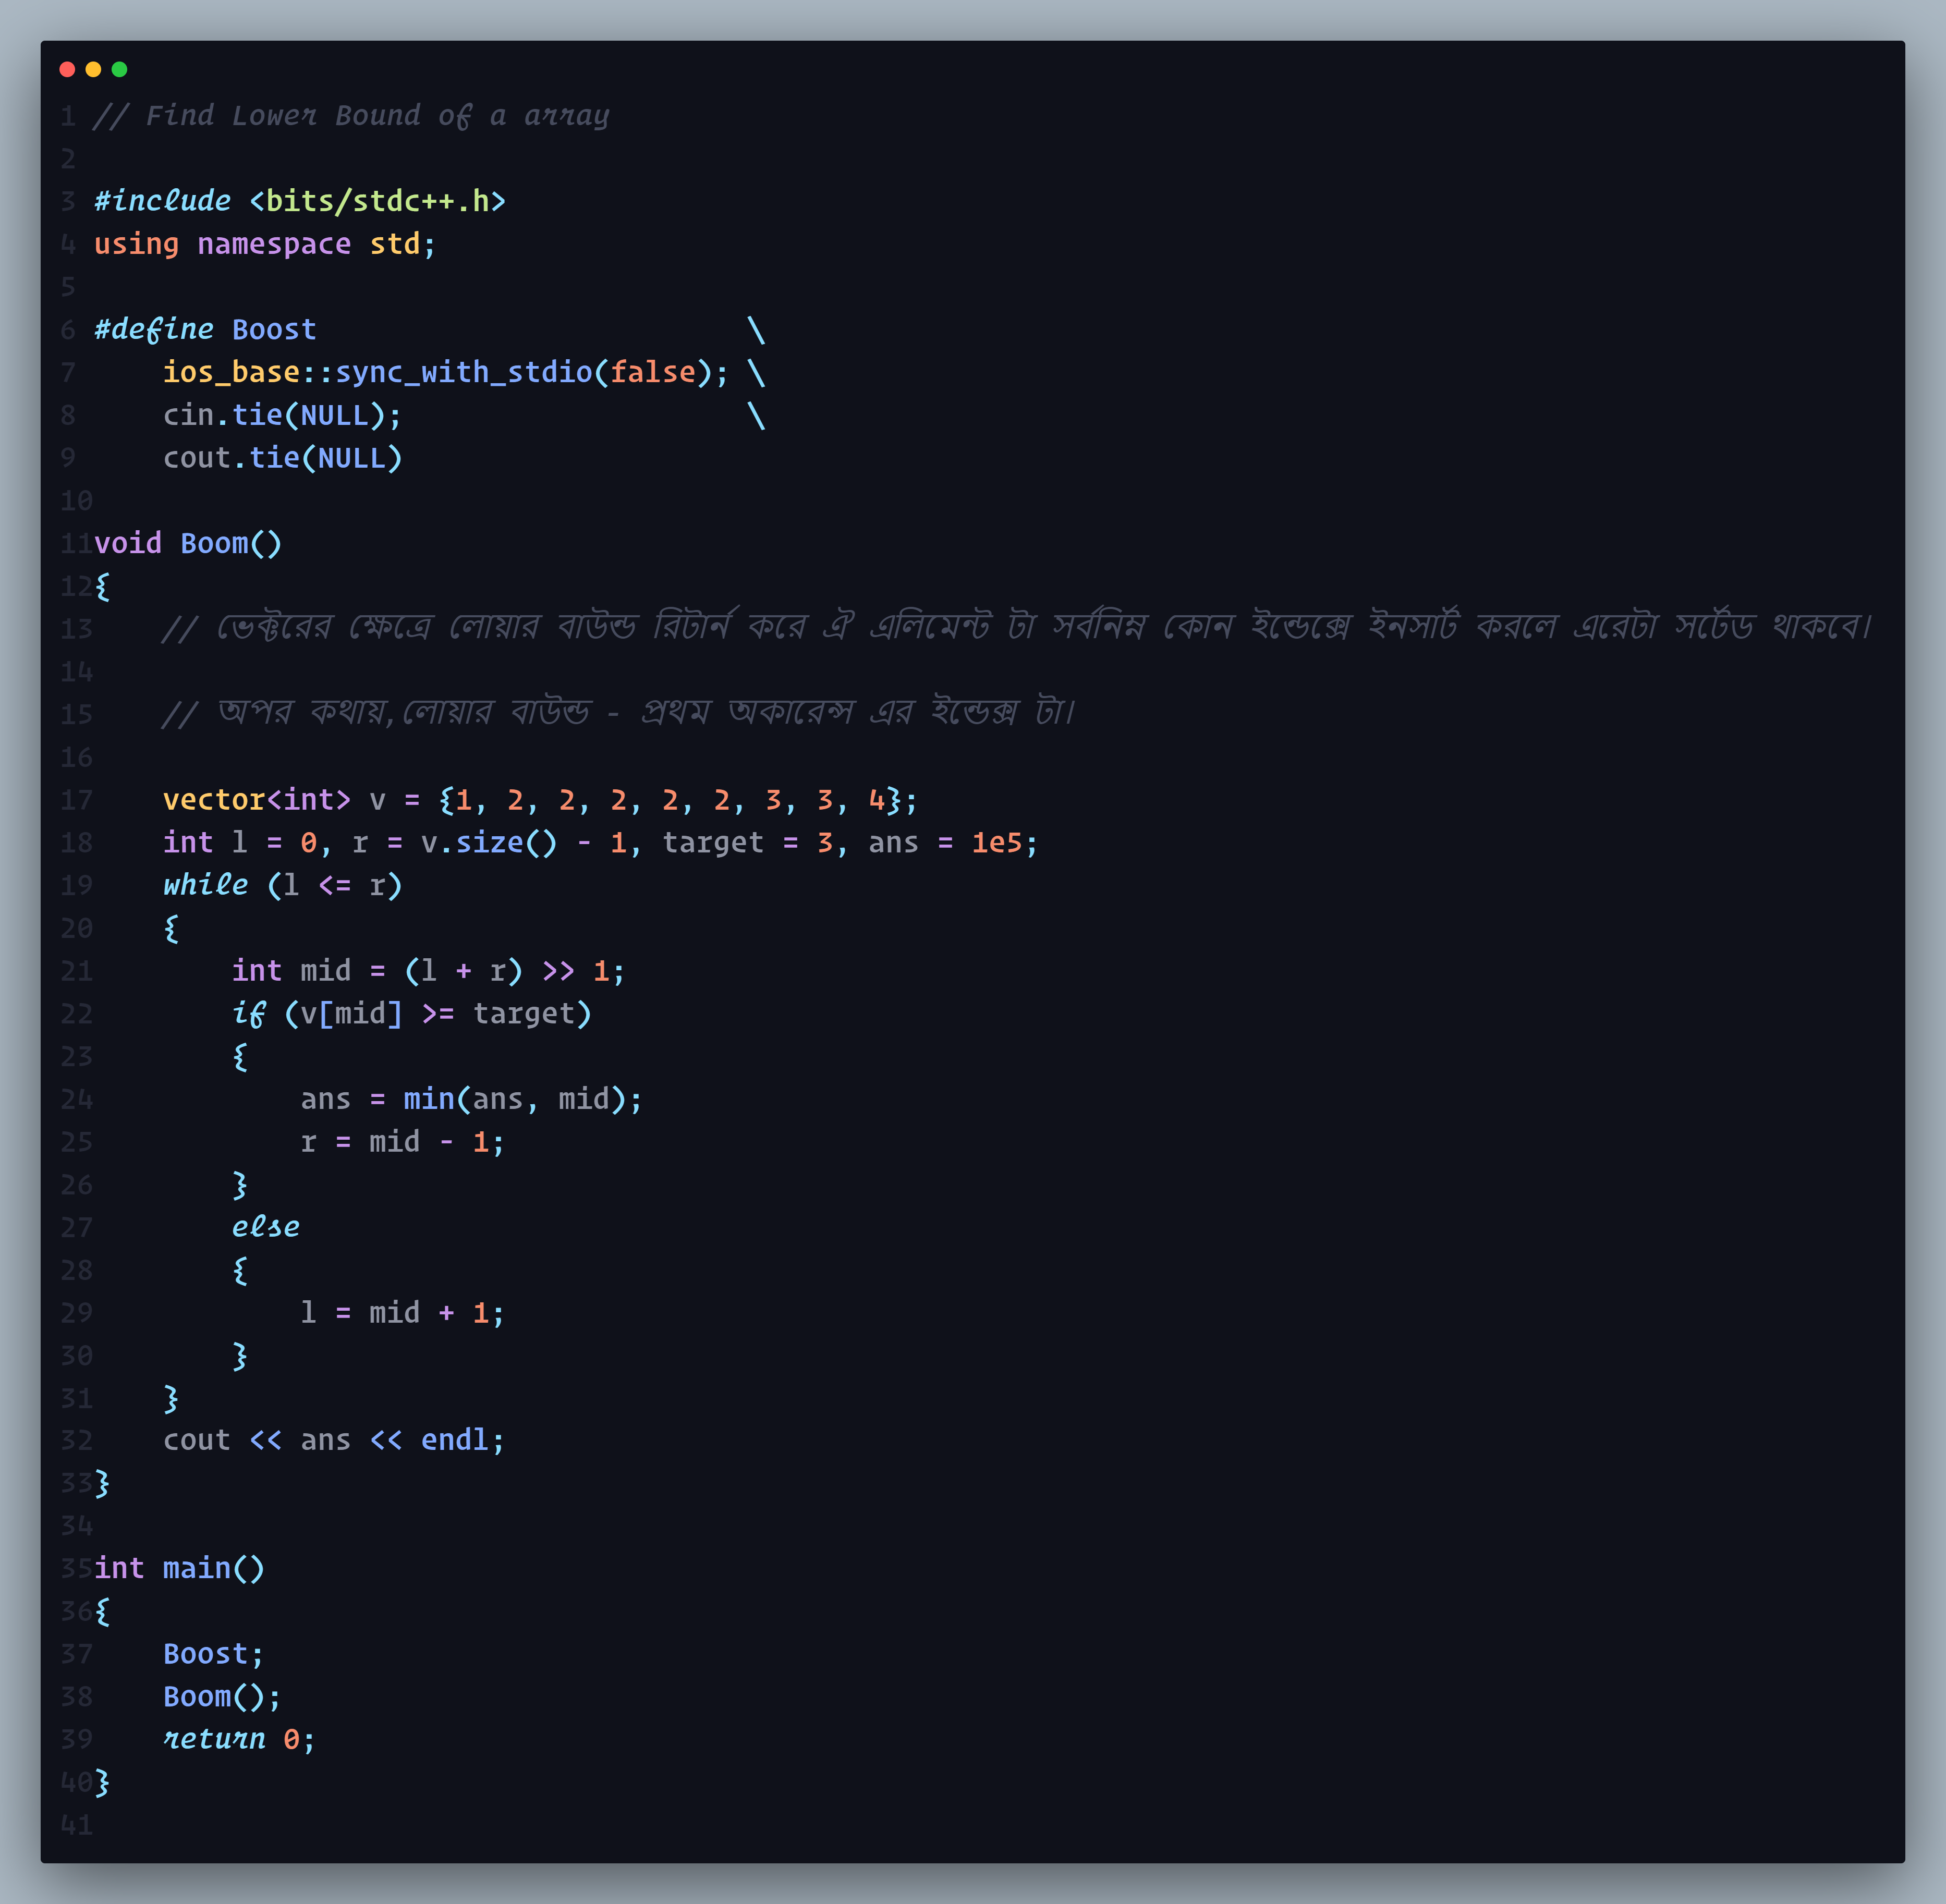 1 // Find Lower Bound of a array
2
3 #include <bits/stdc++.h>
4 using namespace std;
5
6 #define Boost                         \
7     ios_base::sync_with_stdio(false); \
8     cin.tie(NULL);                    \
9     cout.tie(NULL)
10
11 void Boom()
12 {
13     // ভেক্টরের ক্ষেত্রে লোয়ার বাউন্ড রিটার্ন করে ঐ এলিমেন্ট টা সর্বনিম্ন কোন ইন্ডেক্সে ইনসার্ট করলে এরেটা সর্টেড থাকবে।
14
15     // অপর কথায়,লোয়ার বাউন্ড - প্রথম অকারেন্স এর ইন্ডেক্স টা।
16
17     vector<int> v = {1, 2, 2, 2, 2, 2, 3, 3, 4};
18     int l = 0, r = v.size() - 1, target = 3, ans = 1e5;
19     while (l <= r)
20     {
21         int mid = (l + r) >> 1;
22         if (v[mid] >= target)
23         {
24             ans = min(ans, mid);
25             r = mid - 1;
26         }
27         else
28         {
29             l = mid + 1;
30         }
31     }
32     cout << ans << endl;
33 }
34
35 int main()
36 {
37     Boost;
38     Boom();
39     return 0;
40 }
41